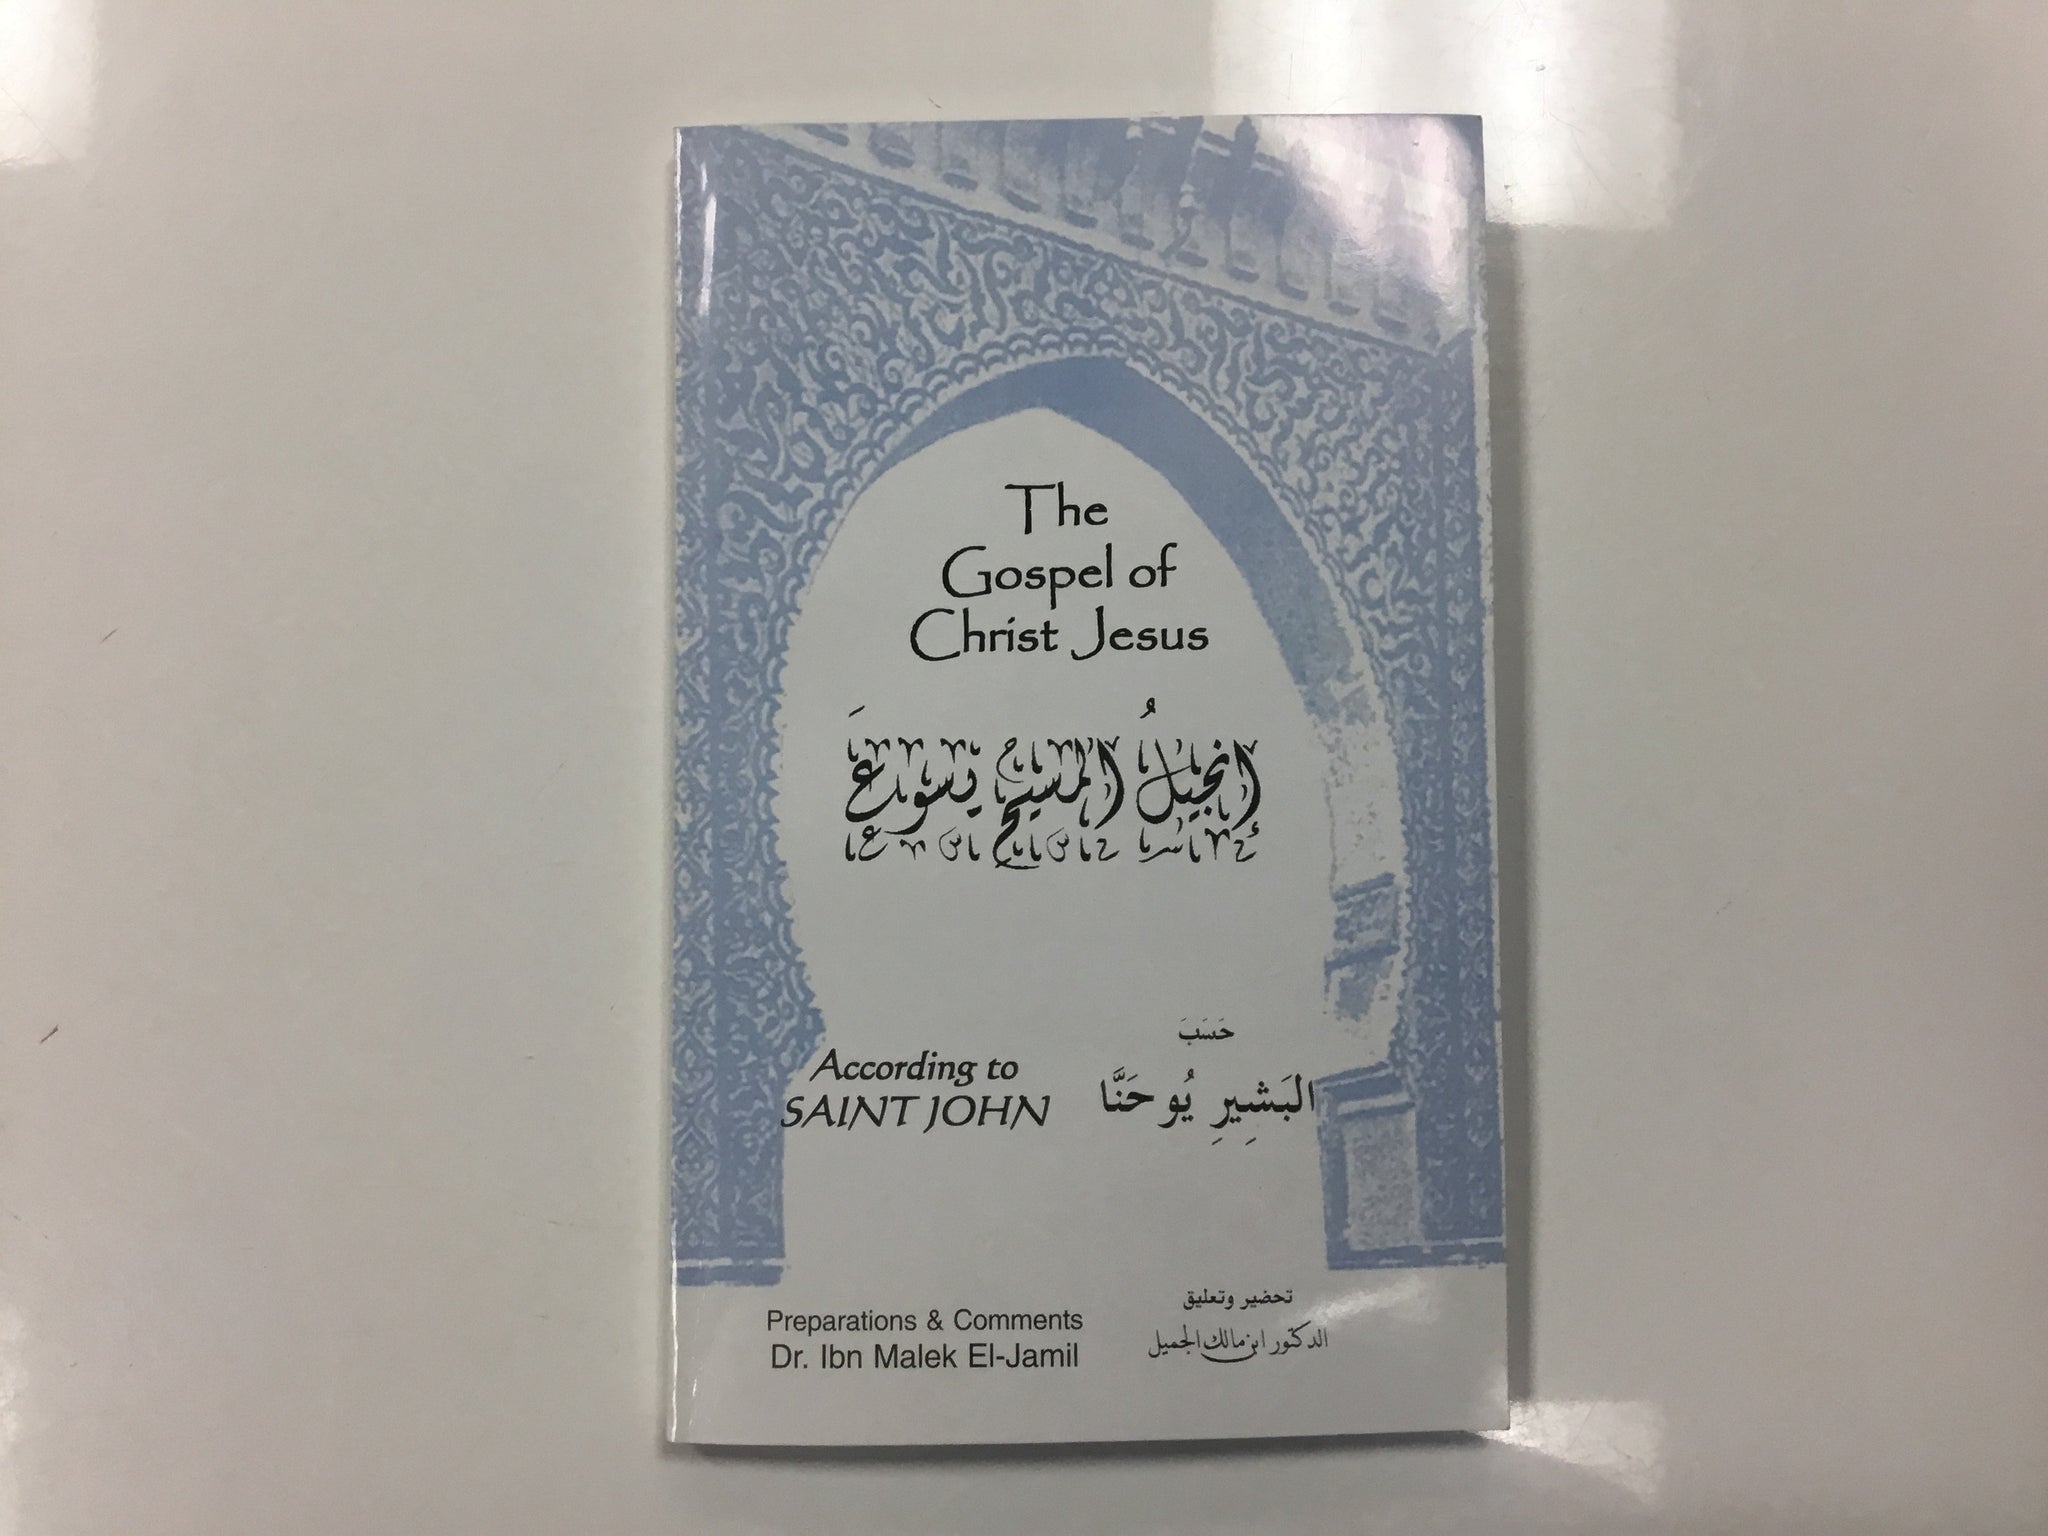 The
Gospel of
Christ Jesus
إنجيلُ المسيح يسوعَ
According to
SAINT JOHN
حَسَبَ
البَشِيرِ يُوحَنَّا
Preparations & Comments
Dr. Ibn Malek El-Jamil
تحضير وتعليق
الدكتور ابن مالك الجميل